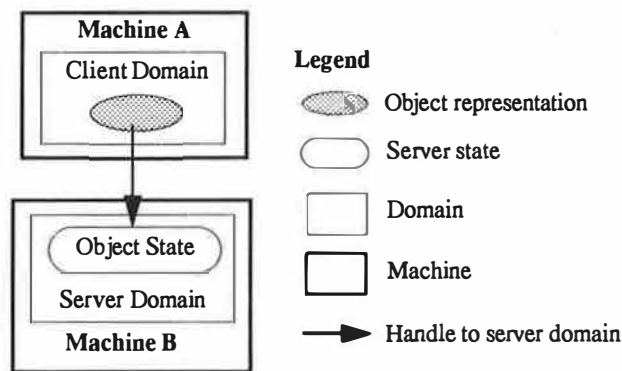 Machine A
Client Domain
Object State
Server Domain
Machine B
Legend
Object representation
Server state
Domain
Machine
Handle to server domain